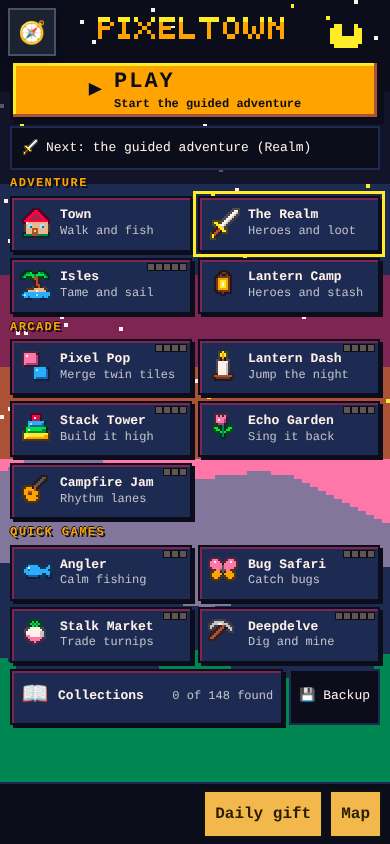 PIXELTOWN
PLAY
Start the guided adventure
Next: the guided adventure (Realm)
ADVENTURE
Town
Walk and fish
The Realm
Heroes and loot
Isles
Tame and sail
Lantern Camp
Heroes and stash
ARCADE
Pixel Pop
Merge twin tiles
Lantern Dash
Jump the night
Stack Tower
Build it high
Echo Garden
Sing it back
Campfire Jam
Rhythm lanes
QUICK GAMES
Angler
Calm fishing
Bug Safari
Catch bugs
Stalk Market
Trade turnips
Deepdelve
Dig and mine
Collections
0 of 148 found
Backup
Daily gift
Map